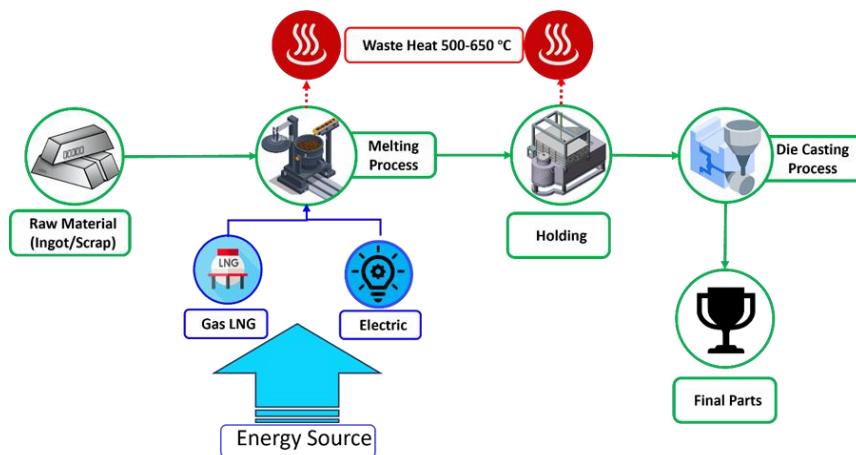 Waste Heat 500-650 °C
Melting
Process
Die Casting
Process
Raw Material
(Ingot/Scrap)
Holding
LNG
Gas LNG
Electric
Final Parts
Energy Source